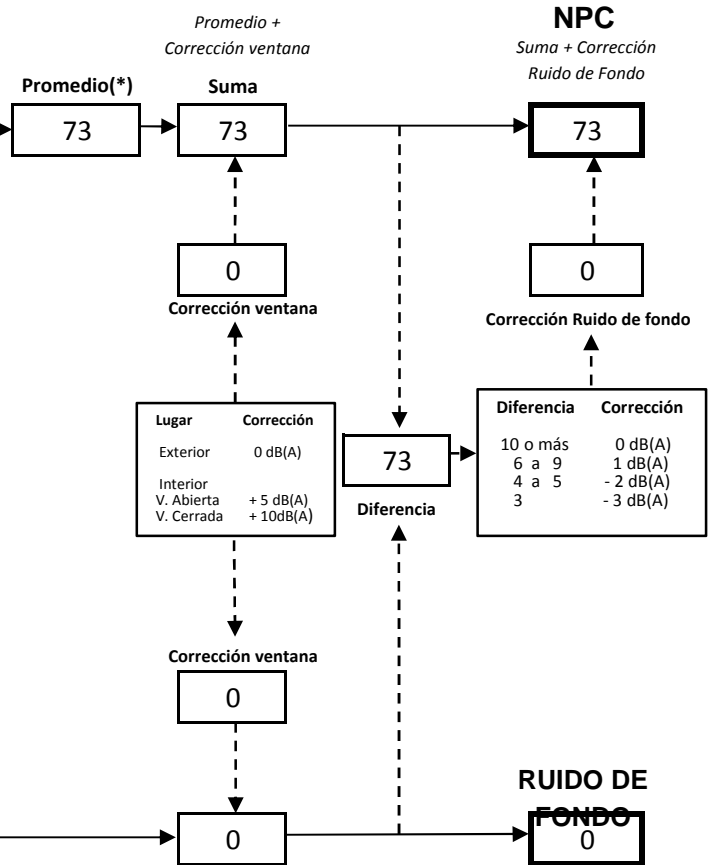 Promedio +
Corrección ventana
NPC
Suma + Corrección
Ruido de Fondo
Promedio(*)
Suma
73
73
73
0
0
Corrección ventana
Corrección Ruido de fondo
Lugar Corrección
Exterior 0 dB(A)
Interior
V. Abierta + 5 dB(A)
V. Cerrada + 10dB(A)
73
Diferencia
Diferencia Corrección
10 o más 0 dB(A)
6 a 9 1 dB(A)
4 a 5 - 2 dB(A)
3 - 3 dB(A)
Corrección ventana
0
RUIDO DE
FONDO
0
0